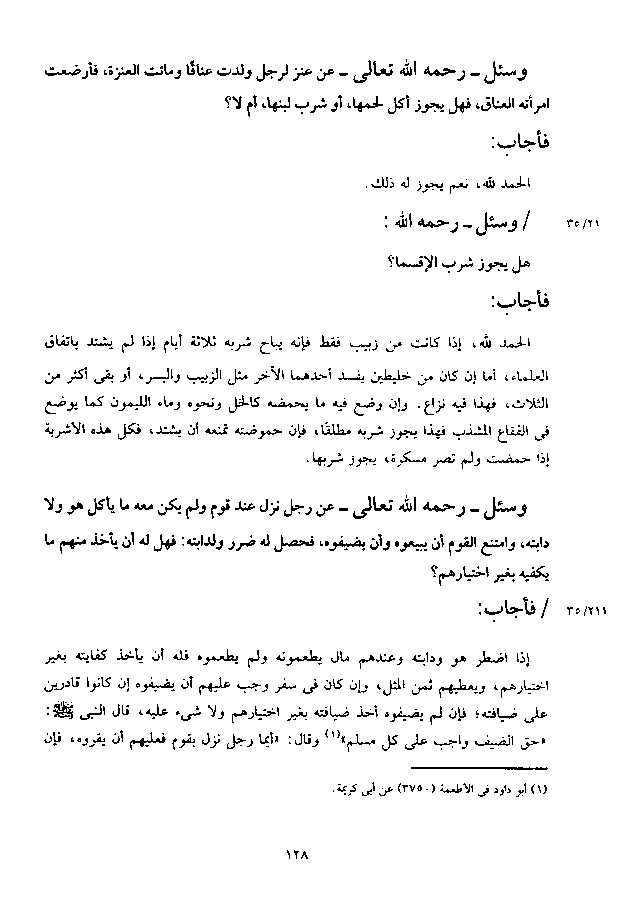 وسئل ـ رحمه الله تعالى ـ عن عنز لرجل ولدت عناقًا وماتت العنزة، فأرضعت
امرأته العناق، فهل يجوز أكل لحمها، أو شرب لبنها، أم لا؟
فأجاب:
الحمد لله، نعم يجوز له ذلك.
/ وسئل ـ رحمه الله :
٣٥/٢١
هل يجوز شرب الإقسما؟
فأجاب:
الحمد لله، إذا كانت من زبيب فقط فإنه يباح شربه ثلاثة أيام إذا لم يشتد باتفاق
العلماء، أما إن كان من خليطين يفسد أحدهما الآخر مثل الزبيب والبسر، أو بقى أكثر من
الثلاث، فهذا فيه نزاع. وإن وضع فيه ما يحمضه كالخل ونحوه وماء الليمون كما يوضع
فى الفقاع المشذب فهذا يجوز شربه مطلقًا، فإن حموضته تمنعه أن يشتد، فكل هذه الأشربة
إذا حمضت ولم تصر مسكرة، يجوز شربها.
وسئل ـ رحمه الله تعالى ـ عن رجل نزل عند قوم ولم يكن معه ما يأكل هو ولا
دابته، وامتنع القوم أن يبيعوه وأن يضيفوه، فحصل له ضرر ولدابته: فهل له أن يأخذ منهم ما
يكفيه بغير اختيارهم؟
/ فأجاب:
٣٥/٢١١
إذا اضطر هو ودابته وعندهم مال يطعمونه ولم يطعموه فله أن يأخذ كفايته بغير
اختيارهم، ويعطيهم ثمن المثل، وإن كان فى سفر وجب عليهم أن يضيفوه إن كانوا قادرين
على ضيافته؛ فإن لم يضيفوه أخذ ضيافته بغير اختيارهم ولا شىء عليه، قال النبى ﷺ :
«حق الضيف واجب على كل مسلم»(١) وقال: «أيما رجل نزل بقوم فعليهم أن يقروه، فإن
(١) أبو داود فى الأطعمة (٣٧٥٠) عن أبى كريمة.
١٢٨